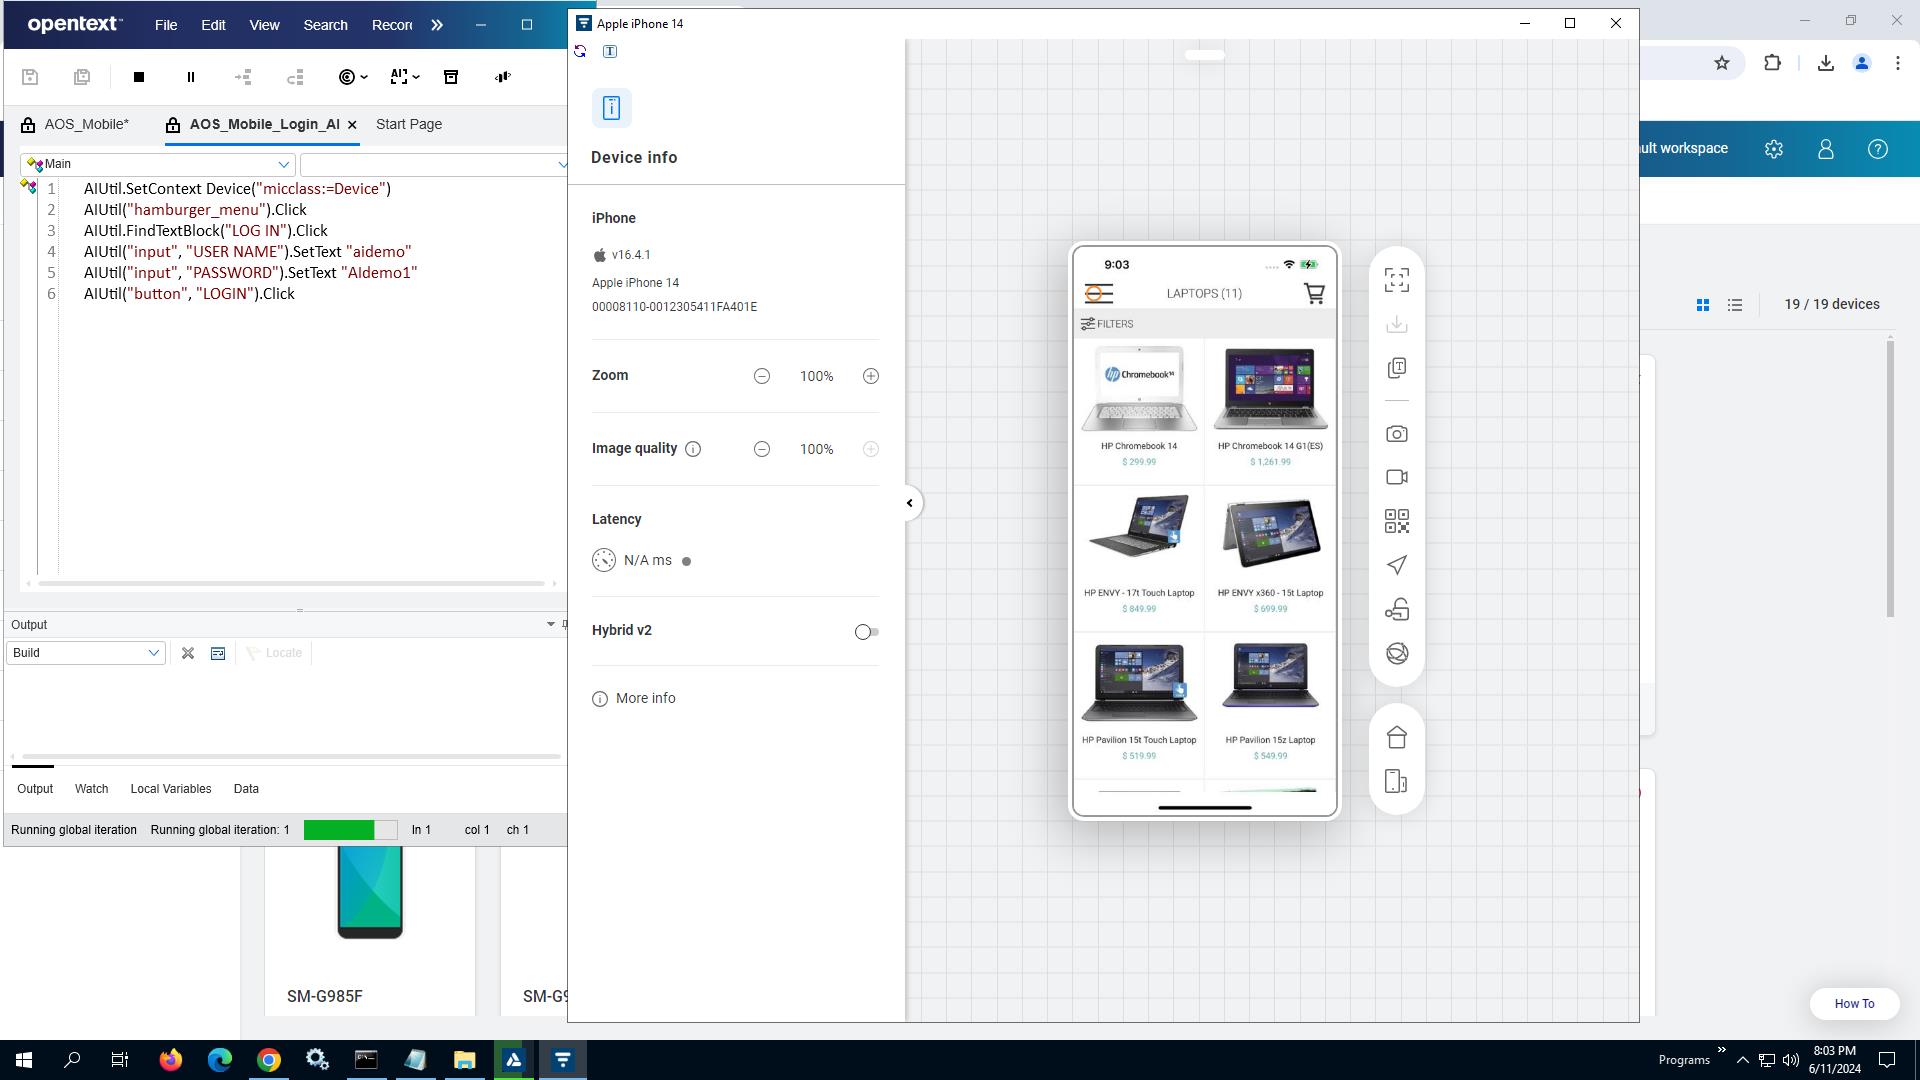 opentext™
File Edit View Search Recor
AOS_Mobile* AOS_Mobile_Login_AI Start Page
Main
1 AIUtil.SetContext Device("micclass:=Device")
2 AIUtil("hamburger_menu").Click
3 AIUtil.FindTextBlock("LOG IN").Click
4 AIUtil("input", "USER NAME").SetText "aidemo"
5 AIUtil("input", "PASSWORD").SetText "AIdemo1"
6 AIUtil("button", "LOGIN").Click
Output
Build
Locate
Output Watch Local Variables Data
Running global iteration Running global iteration: 1 ln 1 col 1 ch 1
SM-G985F
Apple iPhone 14
Device info
iPhone
v16.4.1
Apple iPhone 14
00008110-0012305411FA401E
Zoom 100%
Image quality 100%
Latency
N/A ms
Hybrid v2
More info
9:03
LAPTOPS (11)
FILTERS
hp Chromebook 14
HP Chromebook 14 HP Chromebook 14 G1(ES)
$ 299.99 $ 1,261.99
HP ENVY - 17t Touch Laptop HP ENVY x360 - 15t Laptop
$ 849.99 $ 699.99
HP Pavilion 15t Touch Laptop HP Pavilion 15z Laptop
$ 519.99 $ 549.99
ult workspace
19 / 19 devices
How To
Programs
8:03 PM
6/11/2024